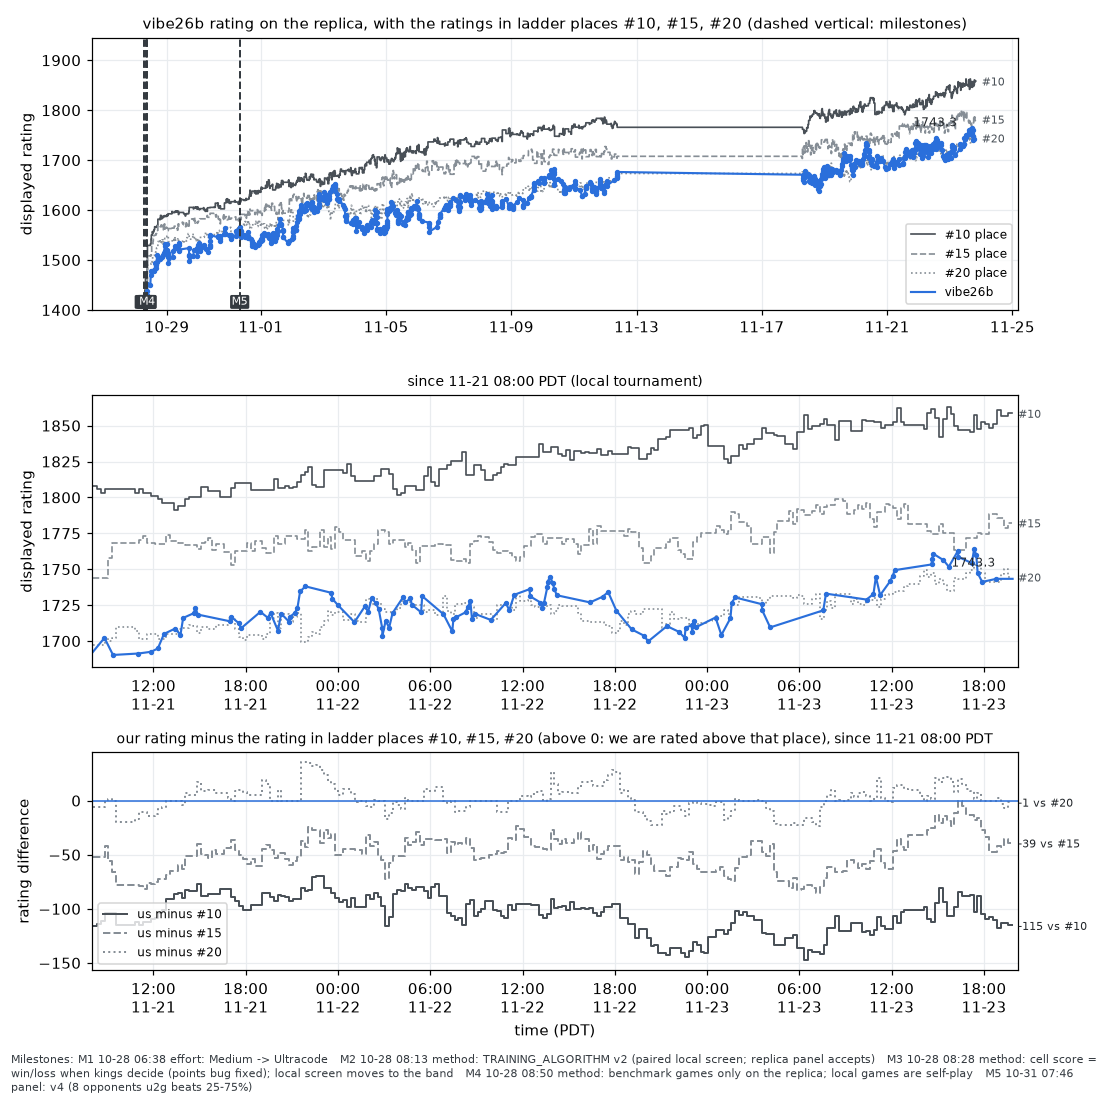 vibe26b rating on the replica, with the ratings in ladder places #10, #15, #20 (dashed vertical: milestones)
displayed rating
1900
1800
1700
1600
1500
1400
#10
1743.3
#15
#20
#10 place
#15 place
#20 place
vibe26b
M4
M5
10-29
11-01
11-05
11-09
11-13
11-17
11-21
11-25
since 11-21 08:00 PDT (local tournament)
displayed rating
1850
1825
1800
1775
1750
1725
1700
#10
#15
1743.3
#20
12:00 18:00 00:00 06:00 12:00 18:00 00:00 06:00 12:00 18:00
11-21 11-21 11-22 11-22 11-22 11-22 11-23 11-23 11-23 11-23
our rating minus the rating in ladder places #10, #15, #20 (above 0: we are rated above that place), since 11-21 08:00 PDT
rating difference
0
−50
−100
−150
-1 vs #20
-39 vs #15
-115 vs #10
us minus #10
us minus #15
us minus #20
12:00 18:00 00:00 06:00 12:00 18:00 00:00 06:00 12:00 18:00
11-21 11-21 11-22 11-22 11-22 11-22 11-23 11-23 11-23 11-23
time (PDT)
Milestones: M1 10-28 06:38 effort: Medium -> Ultracode M2 10-28 08:13 method: TRAINING_ALGORITHM v2 (paired local screen; replica panel accepts) M3 10-28 08:28 method: cell score =
win/loss when kings decide (points bug fixed); local screen moves to the band M4 10-28 08:50 method: benchmark games only on the replica; local games are self-play M5 10-31 07:46
panel: v4 (8 opponents u2g beats 25-75%)